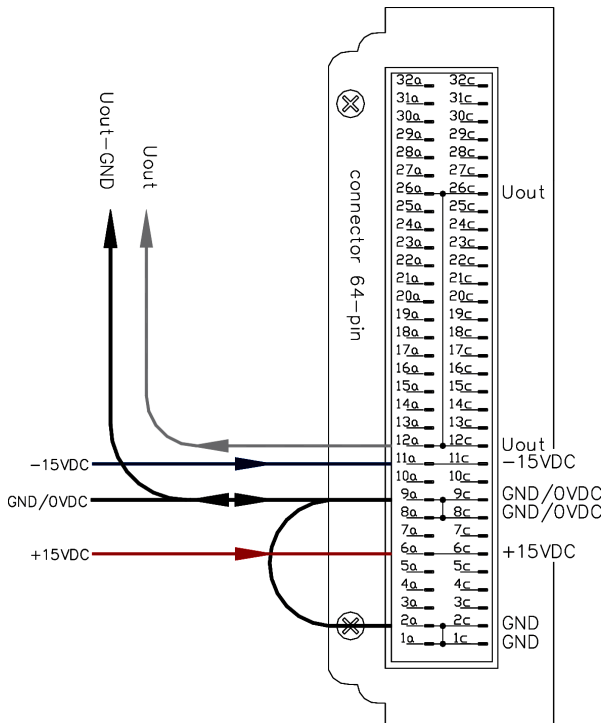 Uout-GND
Uout
connector 64-pin
32a 32c
31a 31c
30a 30c
29a 29c
28a 28c
27a 27c
26a 26c Uout
25a 25c
24a 24c
23a 23c
22a 22c
21a 21c
20a 20c
19a 19c
18a 18c
17a 17c
16a 16c
15a 15c
14a 14c
13a 13c
12a 12c Uout
-15VDC 11a 11c -15VDC
10a 10c
GND/0VDC 9a 9c GND/0VDC
8a 8c GND/0VDC
7a 7c
+15VDC 6a 6c +15VDC
5a 5c
4a 4c
3a 3c
2a 2c GND
1a 1c GND